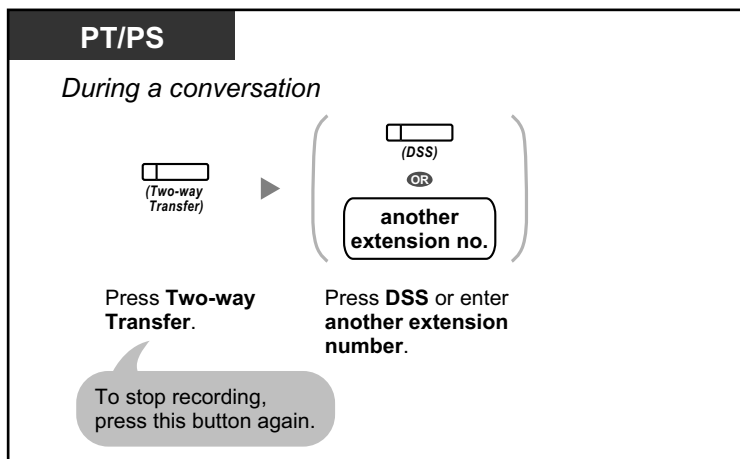 PT/PS
During a conversation
(Two-way
Transfer)
(DSS)
OR
another
extension no.
Press Two-way
Transfer.
Press DSS or enter
another extension
number.
To stop recording,
press this button again.